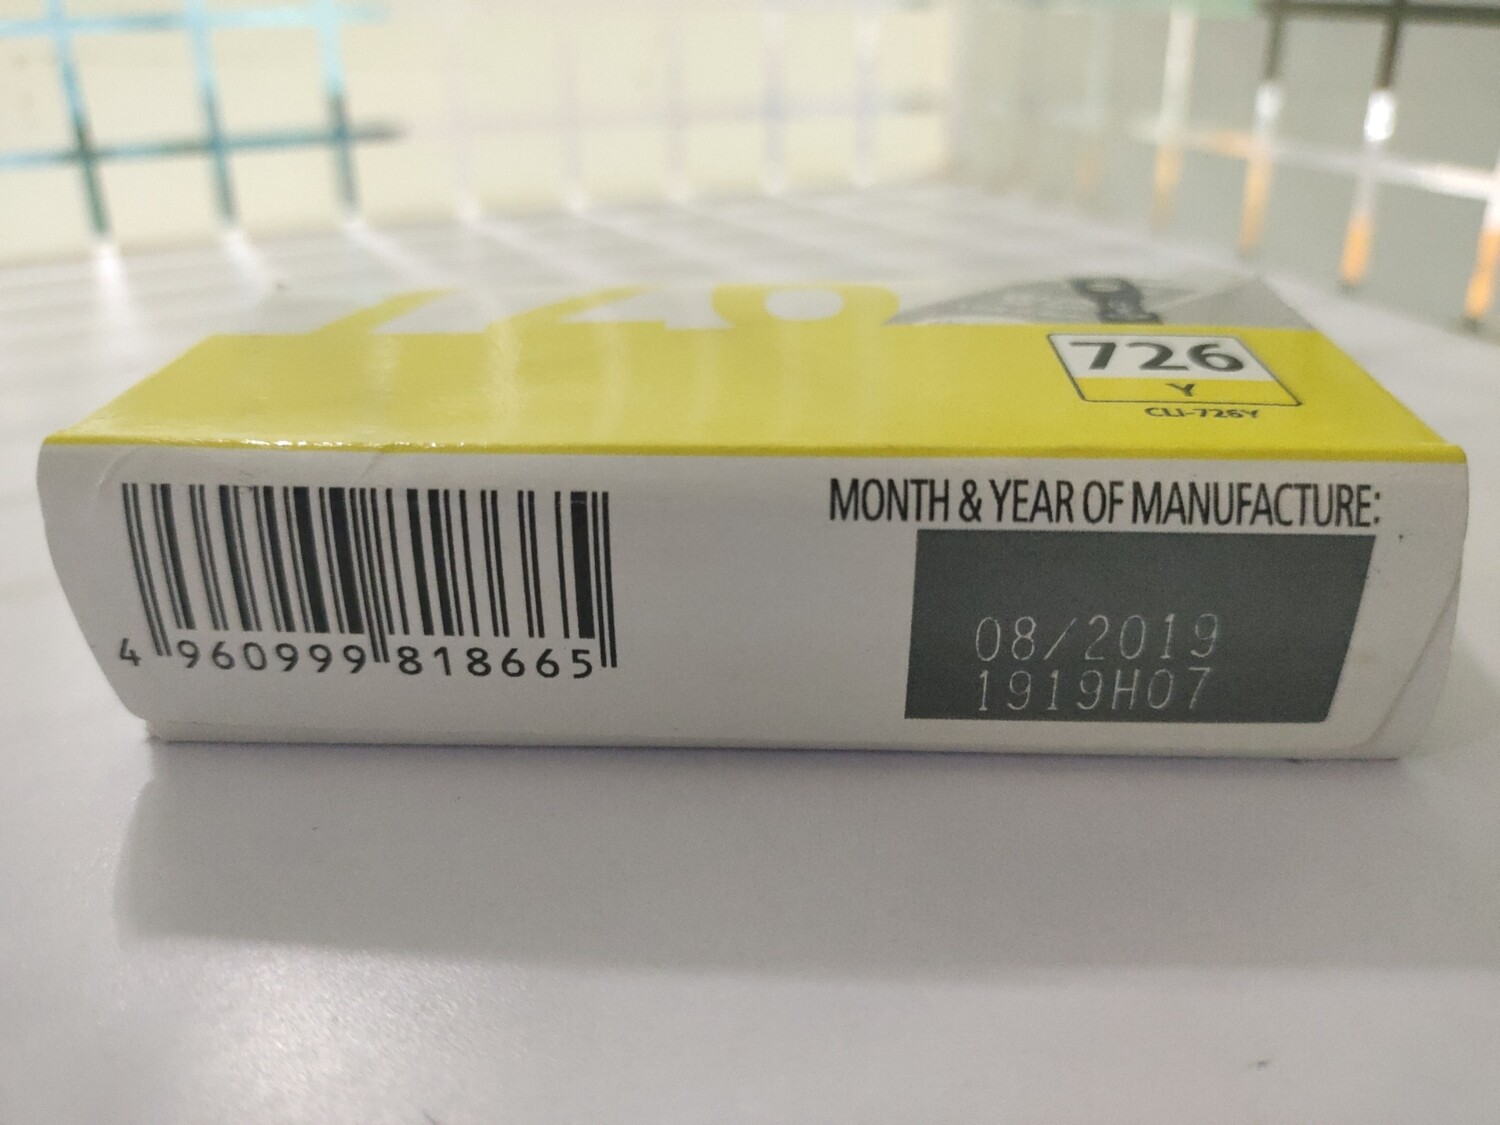 726
Y
CLI-726Y
MONTH & YEAR OF MANUFACTURE:
08/2019
1919H07
4 960999 818665